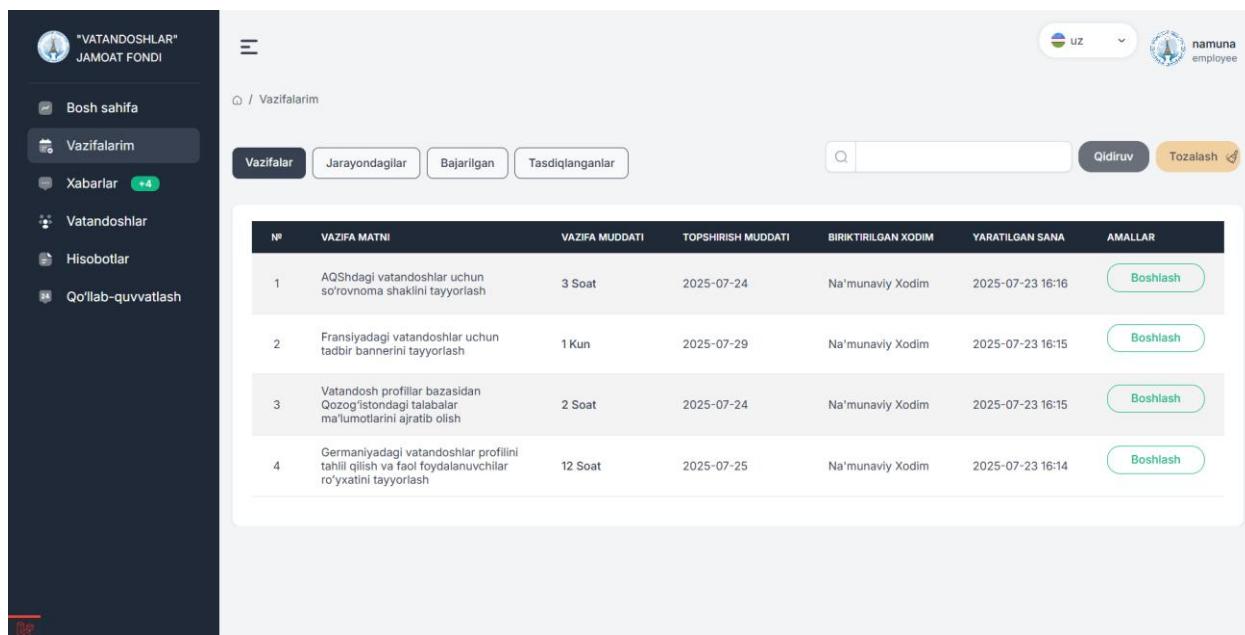 "VATANDOSHLAR"
JAMOAT FONDI
uz
namuna
employee
Bosh sahifa
Vazifalarim
Xabarlar +4
Vatandoshlar
Hisobotlar
24 Qo'llab-quvvatlash
/ Vazifalarim
Vazifalar Jarayondagilar Bajarilgan Tasdiqlanganlar Qidiruv Tozalash
№ VAZIFA MATNI VAZIFA MUDDATI TOPSHIRISH MUDDATI BIRIKTIRILGAN XODIM YARATILGAN SANA AMALLAR
1 AQShdagi vatandoshlar uchun
so'rovnoma shaklini tayyorlash 3 Soat 2025-07-24 Na'munaviy Xodim 2025-07-23 16:16 Boshlash
2 Fransiyadagi vatandoshlar uchun
tadbir bannerini tayyorlash 1 Kun 2025-07-29 Na'munaviy Xodim 2025-07-23 16:15 Boshlash
3 Vatandosh profillar bazasidan
Qozog'istondagi talabalar
ma'lumotlarini ajratib olish 2 Soat 2025-07-24 Na'munaviy Xodim 2025-07-23 16:15 Boshlash
4 Germaniyadagi vatandoshlar profilini
tahlil qilish va faol foydalanuvchilar
ro'yxatini tayyorlash 12 Soat 2025-07-25 Na'munaviy Xodim 2025-07-23 16:14 Boshlash